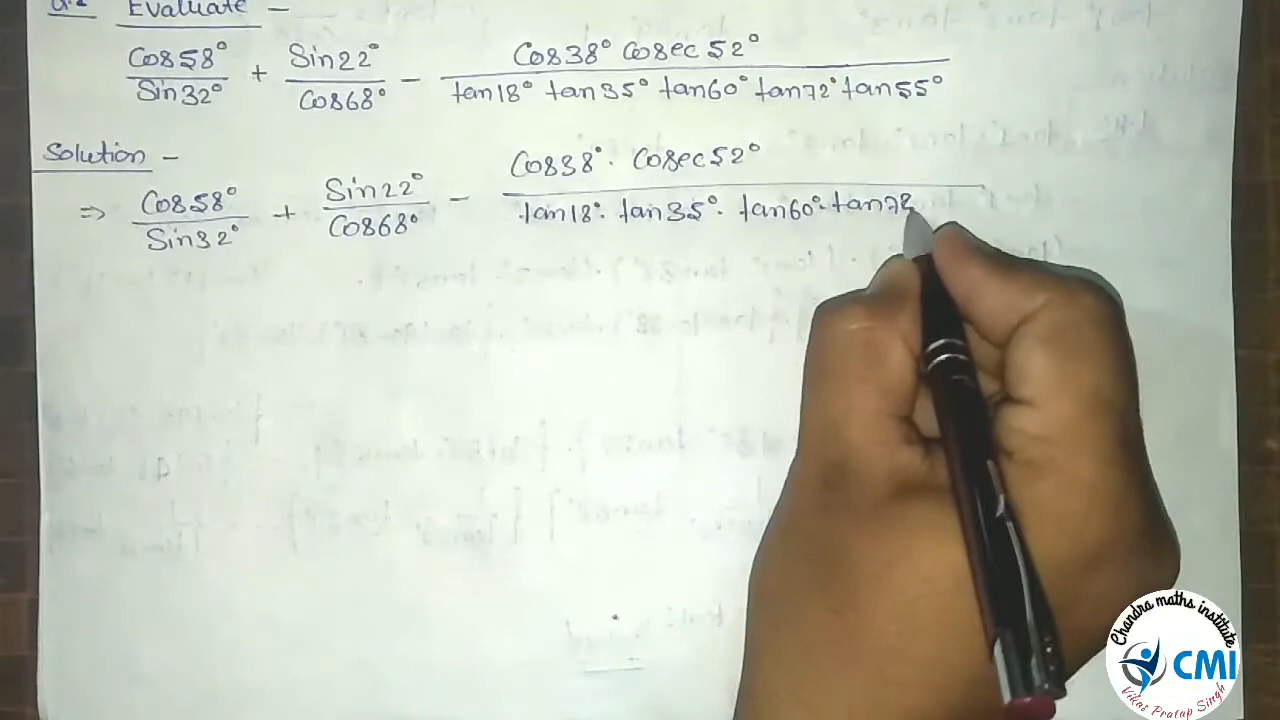 Q.2 Evaluate -
Cos58° Sin22° Cos38° Cosec52°
+ -
Sin32° Cos68° tan18° tan35° tan60° tan72° tan55°
Solution -
Cos58° Sin22° Cos38°. Cosec52°
⇒ + -
Sin32° Cos68° tan18°. tan35°. tan60°. tan72
Chandra maths institute
CMI
Vikas Pratap Singh